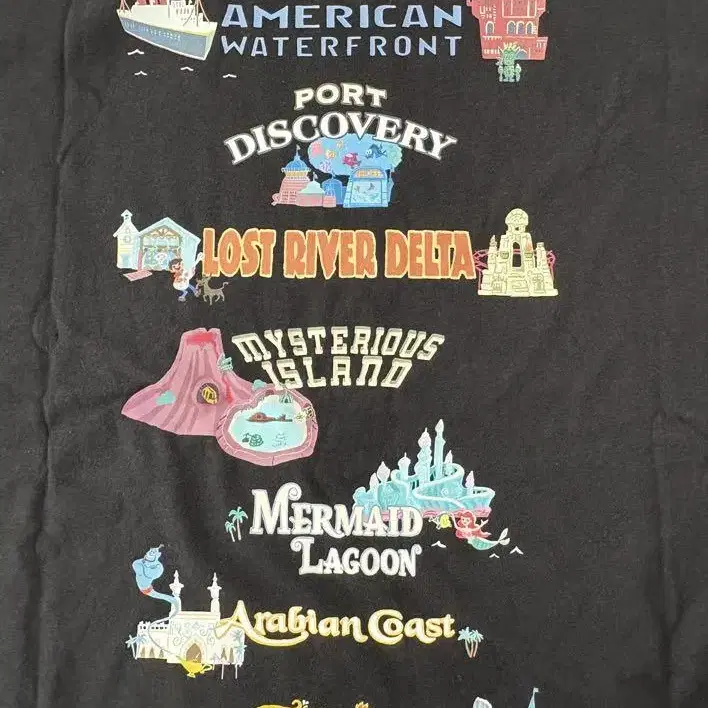 AMERICAN
WATERFRONT
PORT
DISCOVERY
LOST RIVER DELTA
MYSTERIOUS
ISLAND
MERMAID
LAGOON
Arabian Coast